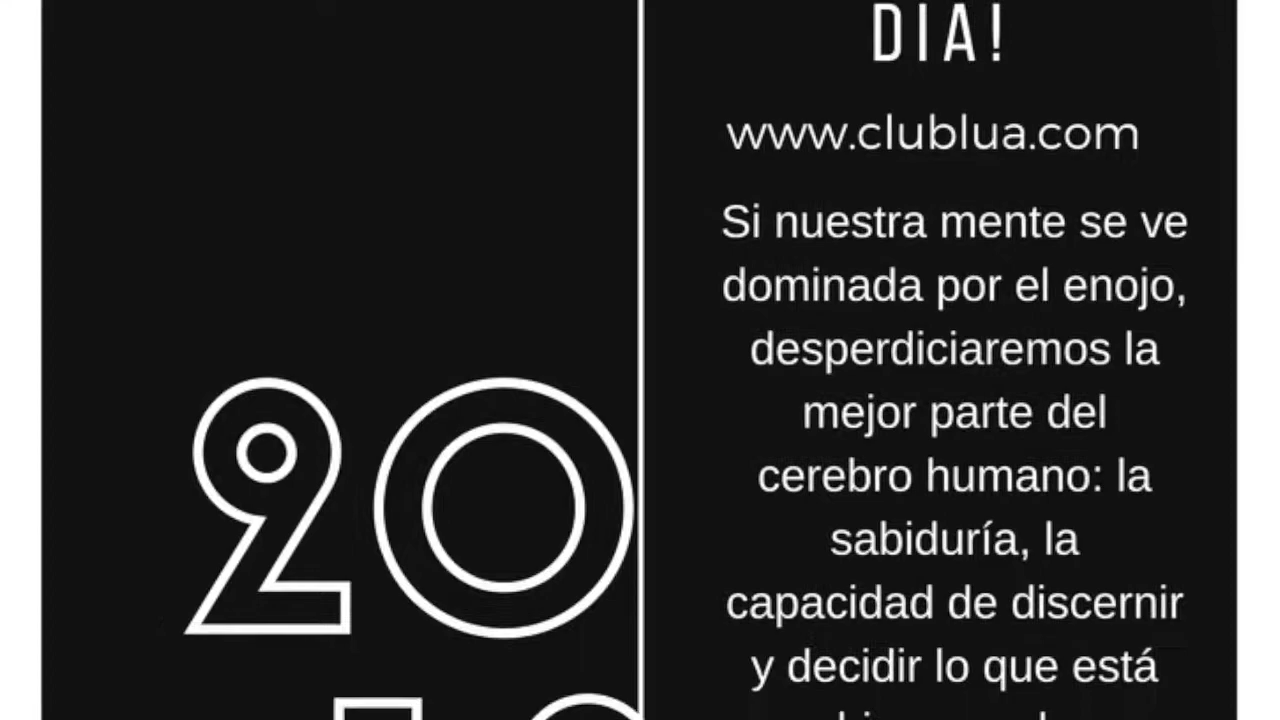 20
DIA!
www.clublua.com
Si nuestra mente se ve
dominada por el enojo,
desperdiciaremos la
mejor parte del
cerebro humano: la
sabiduría, la
capacidad de discernir
y decidir lo que está